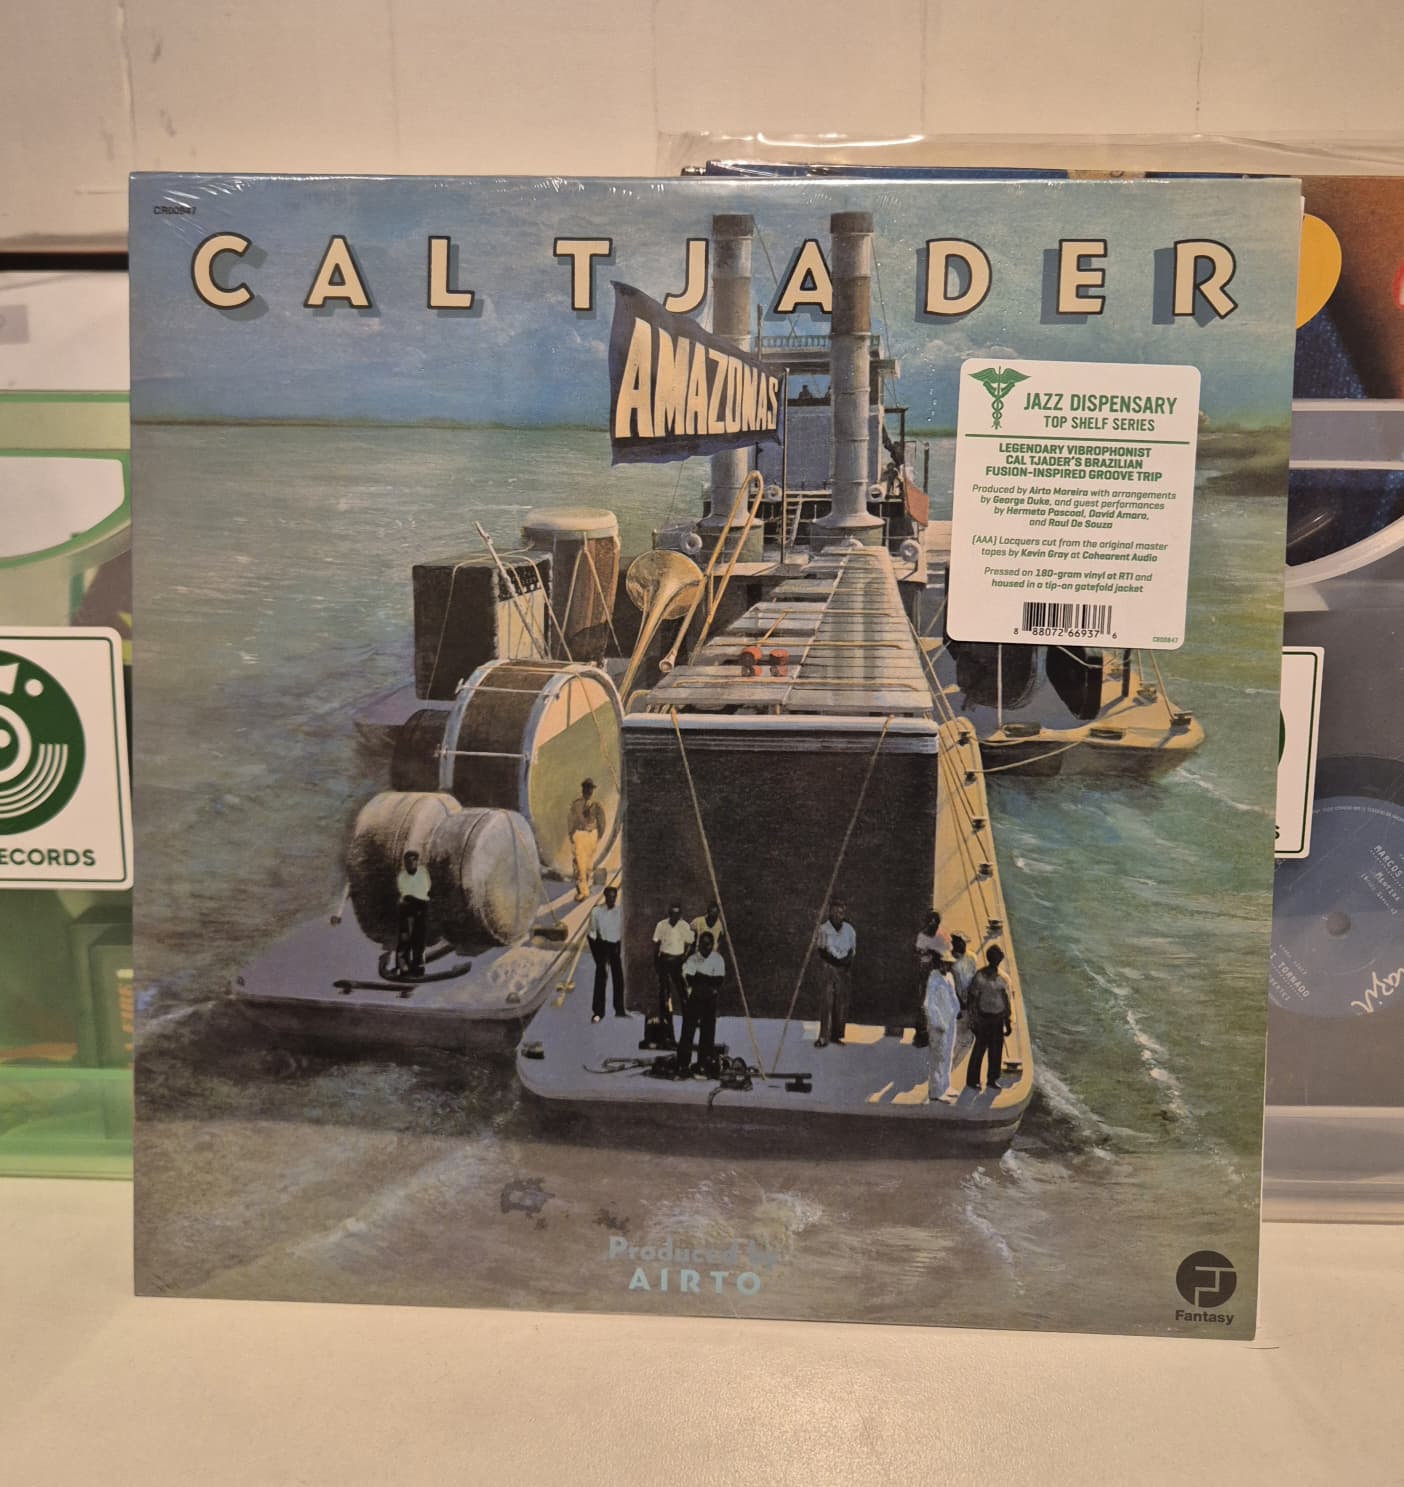 CR00947
CAL TJADER
AMAZONAS
JAZZ DISPENSARY
TOP SHELF SERIES
LEGENDARY VIBROPHONIST
CAL TJADER'S BRAZILIAN
FUSION-INSPIRED GROOVE TRIP
Produced by Airto Moreira with arrangements
by George Duke, and guest performances
by Hermeto Pascoal, David Amaro,
and Raul De Souza
[AAA] Lacquers cut from the original master
tapes by Kevin Gray at Cohearent Audio
Pressed on 180-gram vinyl at RTI and
housed in a tip-on gatefold jacket
8 88072 66937 6
ECORDS
MARCOS
Produced by
AIRTO
Fantasy